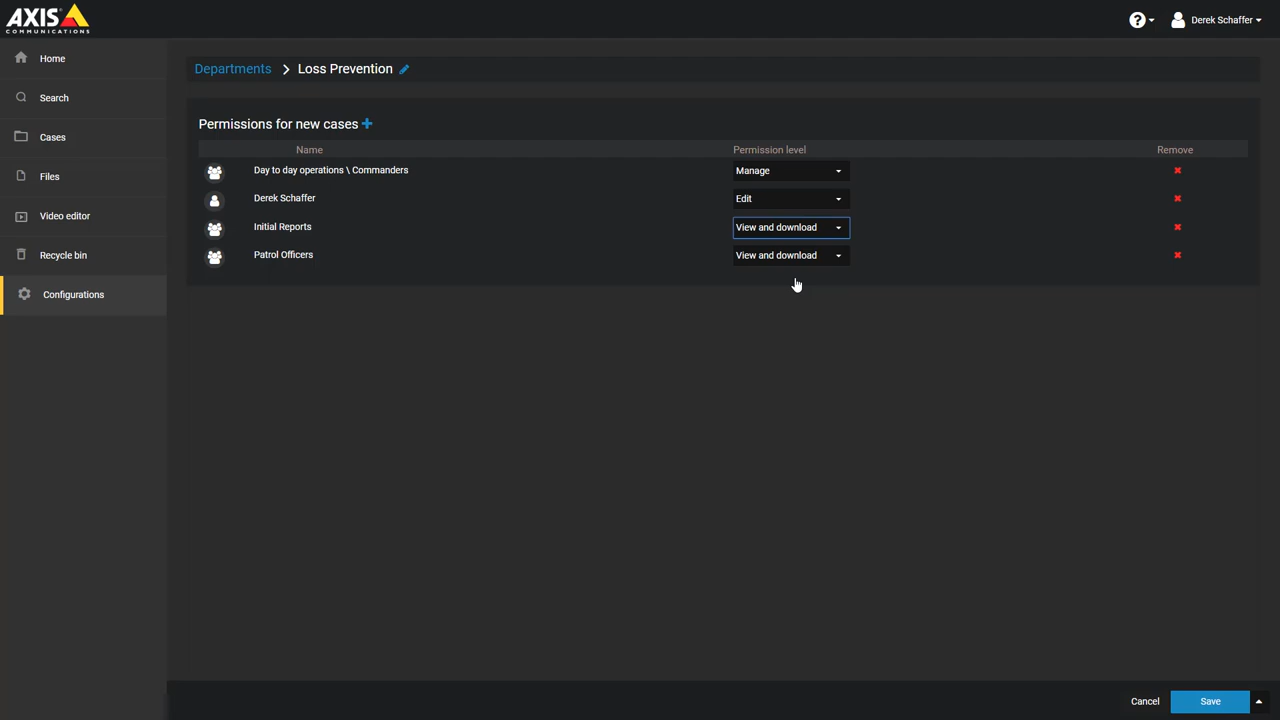 AXIS
COMMUNICATIONS
? Derek Schaffer
Home
Search
Cases
Files
Video editor
Recycle bin
Configurations
Departments > Loss Prevention
Permissions for new cases +
Name Permission level Remove
Day to day operations \ Commanders Manage
Derek Schaffer Edit
Initial Reports View and download
Patrol Officers View and download
Cancel Save